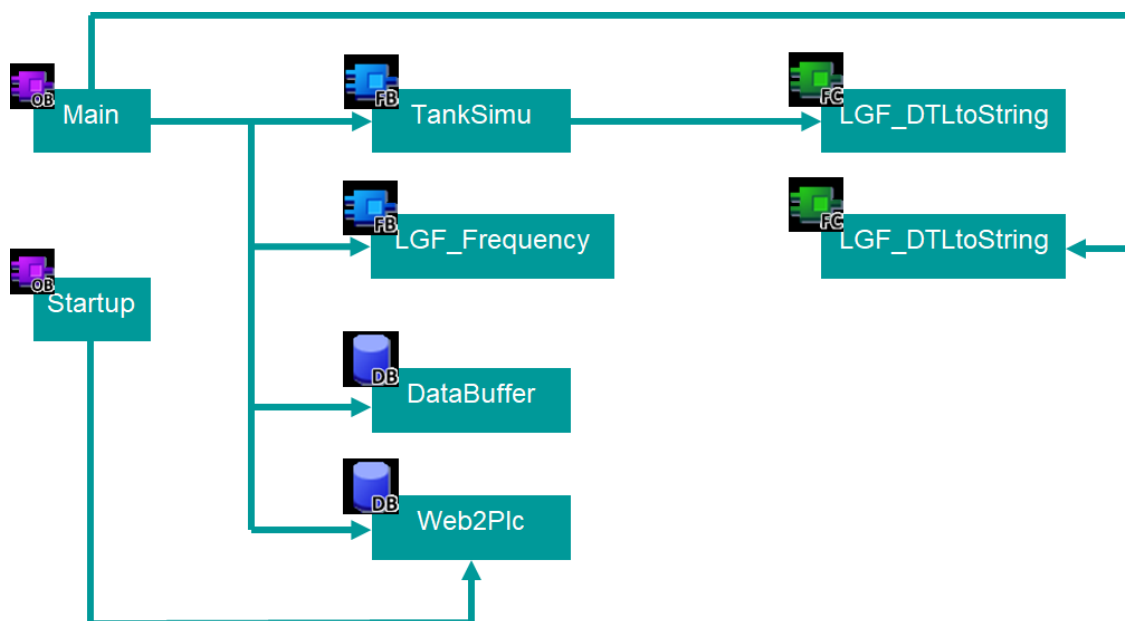 OB
Main
FB
TankSimu
FC
LGF_DTLtoString
FB
LGF_Frequency
FC
LGF_DTLtoString
OB
Startup
DB
DataBuffer
DB
Web2Plc